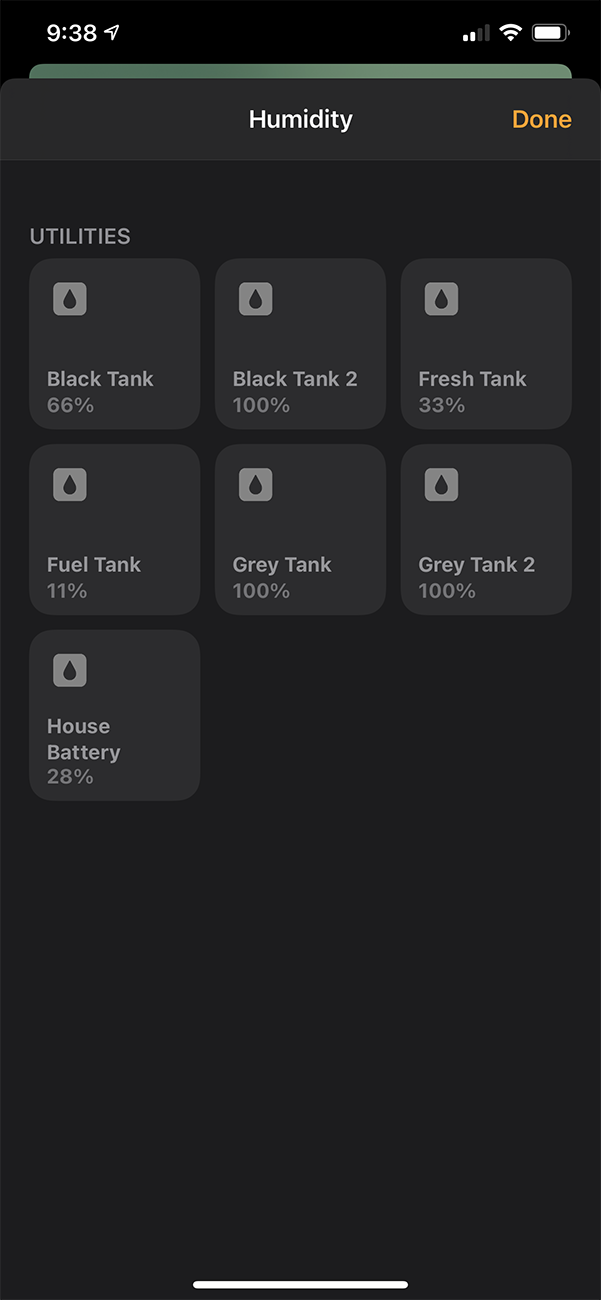 9:38
Humidity
Done
UTILITIES
Black Tank
66%
Black Tank 2
100%
Fresh Tank
33%
Fuel Tank
11%
Grey Tank
100%
Grey Tank 2
100%
House
Battery
28%